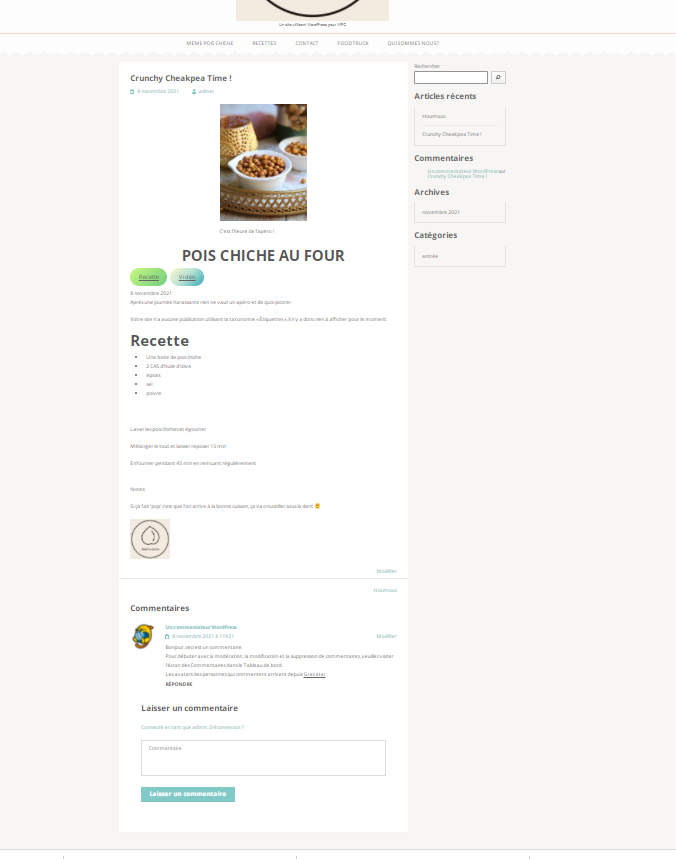 Un site utilisant WordPress pour WPC
MEME POIS CHICHE RECETTES CONTACT FOODTRUCK QUI SOMMES NOUS?
Crunchy Cheakpea Time !
8 novembre 2021 admin
C'est l'heure de l'apéro !
POIS CHICHE AU FOUR
Recette Vidéo
8 novembre 2021
Après une journée harassante rien ne vaut un apéro et de quoi picorer
Votre site n'a aucune publication utilisant la taxonomie « Étiquettes », il n'y a donc rien à afficher pour le moment.
Recette
Une boite de pois chiche
2 CAS d'huile d'olive
épices
sel
poivre
Laver les pois chiches et égoutter
Mélanger le tout et laisser reposer 15 min
Enfourner pendant 45 min en remuant régulièrement
Notes
Si ça fait 'pop' c'est que l'on arrive à la bonne cuisson, ça va croustiller sous la dent 😁
Modifier
Houmous
Commentaires
Un commentateur WordPress
8 novembre 2021 à 11h21 Modifier
Bonjour, ceci est un commentaire.
Pour débuter avec la modération, la modification et la suppression de commentaires, veuillez visiter
l'écran des Commentaires dans le Tableau de bord.
Les avatars des personnes qui commentent arrivent depuis Gravatar.
RÉPONDRE
Laisser un commentaire
Connecté en tant que admin. Déconnexion ?
Commentaire
Laisser un commentaire
Rechercher
Articles récents
Houmous
Crunchy Cheakpea Time !
Commentaires
Un commentateur WordPress sur
Crunchy Cheakpea Time !
Archives
novembre 2021
Catégories
entrée